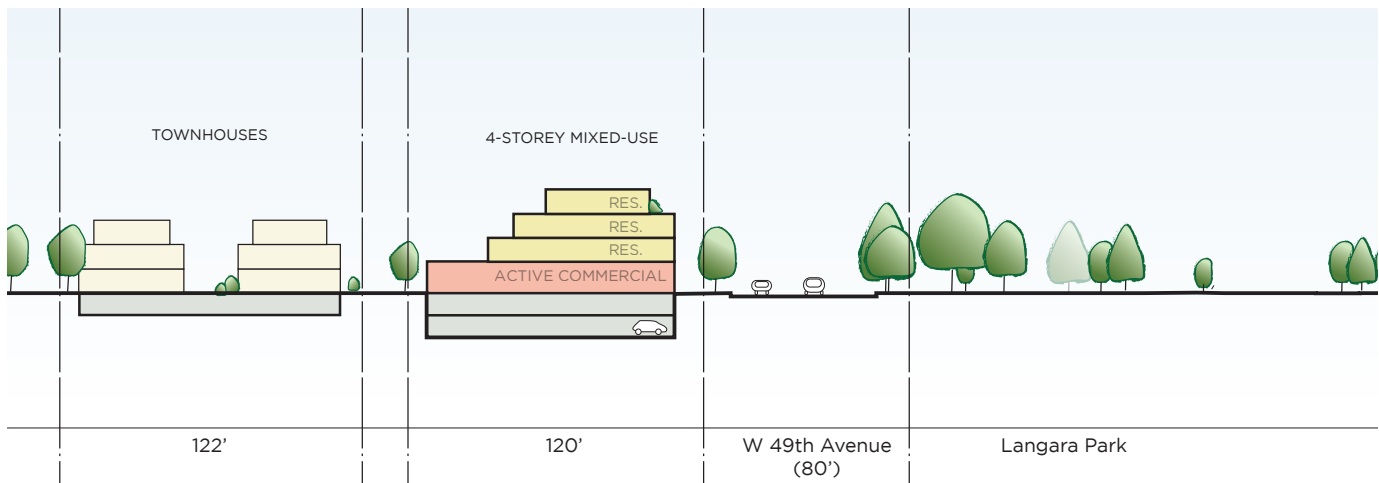 TOWNHOUSES
4-STOREY MIXED-USE
RES.
RES.
RES.
ACTIVE COMMERCIAL
122’
120’
W 49th Avenue
(80’)
Langara Park